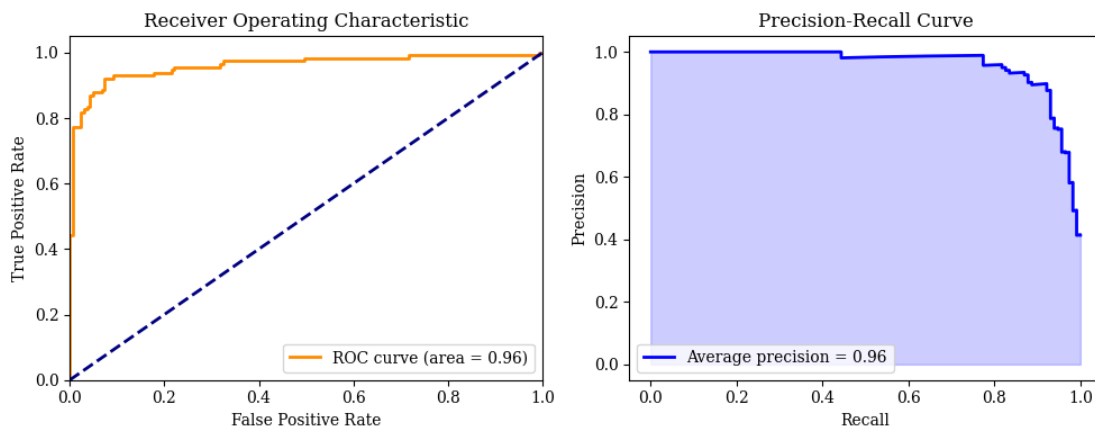 Receiver Operating Characteristic
True Positive Rate
1.0
0.8
0.6
0.4
0.2
0.0
ROC curve (area = 0.96)
0.0 0.2 0.4 0.6 0.8 1.0
False Positive Rate
Precision-Recall Curve
Precision
1.0
0.8
0.6
0.4
0.2
0.0
Average precision = 0.96
0.0 0.2 0.4 0.6 0.8 1.0
Recall